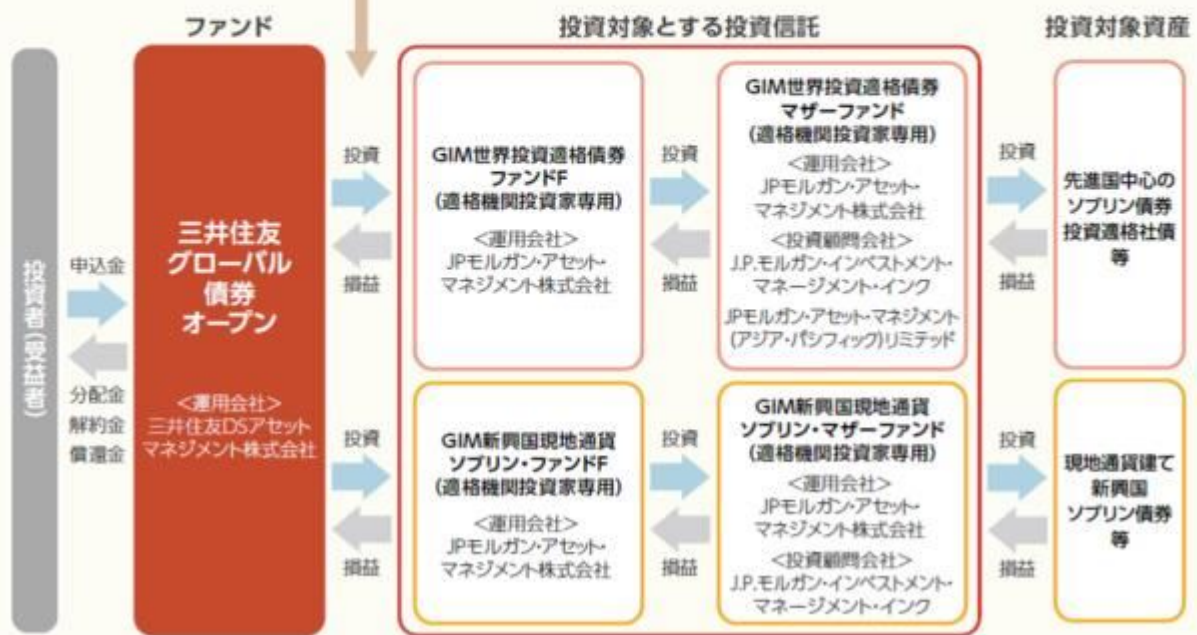 ファンド
投資対象とする投資信託
投資対象資産
投資者(受益者)
申込金
分配金
解約金
償還金
三井住友
グローバル
債券
オープン
<運用会社>
三井住友DSアセット
マネジメント株式会社
投資
損益
GIM世界投資適格債券
ファンドF
(適格機関投資家専用)
<運用会社>
JPモルガン・アセット・
マネジメント株式会社
投資
損益
GIM世界投資適格債券
マザーファンド
(適格機関投資家専用)
<運用会社>
JPモルガン・アセット・
マネジメント株式会社
<投資顧問会社>
J.P.モルガン・インベストメント・
マネージメント・インク
JPモルガン・アセット・マネジメント
(アジア・パシフィック)リミテッド
投資
損益
先進国中心の
ソブリン債券
投資適格社債
等
投資
損益
GIM新興国現地通貨
ソブリン・ファンドF
(適格機関投資家専用)
<運用会社>
JPモルガン・アセット・
マネジメント株式会社
投資
損益
GIM新興国現地通貨
ソブリン・マザーファンド
(適格機関投資家専用)
<運用会社>
JPモルガン・アセット・
マネジメント株式会社
<投資顧問会社>
J.P.モルガン・インベストメント・
マネージメント・インク
投資
損益
現地通貨建て
新興国
ソブリン債券
等